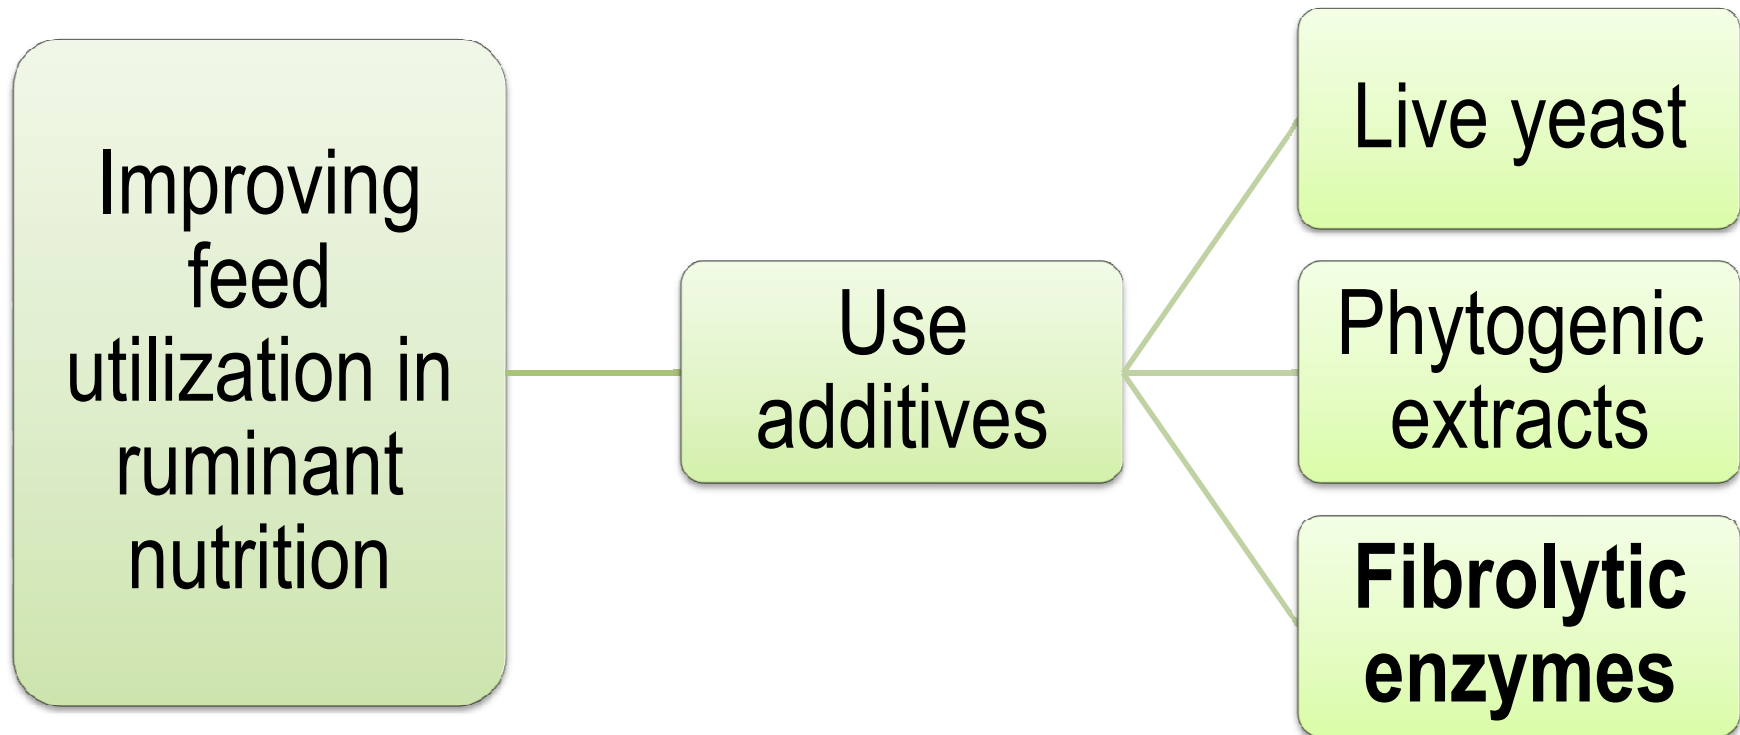 Improving
feed
utilization in
ruminant
nutrition
Use
additives
Live yeast
Phytogenic
extracts
Fibrolytic
enzymes